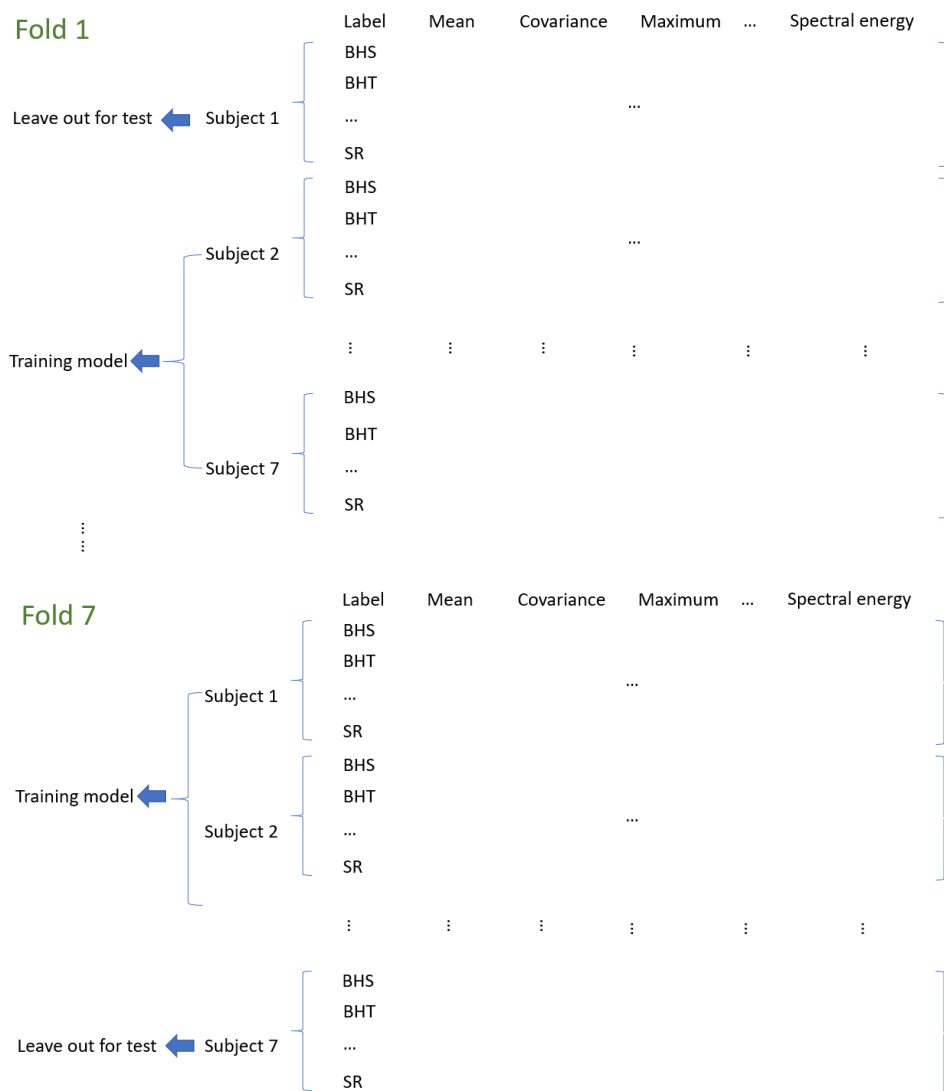 Fold 1
Label Mean Covariance Maximum ... Spectral energy
BHS
BHT
...
Leave out for test Subject 1 ...
SR
BHS
BHT
...
Subject 2 ...
SR
Training model ⋮ ⋮ ⋮ ⋮ ⋮ ⋮
BHS
BHT
Subject 7 ...
SR
⋮
⋮
Fold 7
Label Mean Covariance Maximum ... Spectral energy
BHS
BHT
...
Subject 1 ...
SR
BHS
Training model BHT
...
Subject 2 ...
SR
⋮ ⋮ ⋮ ⋮ ⋮ ⋮
BHS
BHT
Leave out for test Subject 7 ...
SR